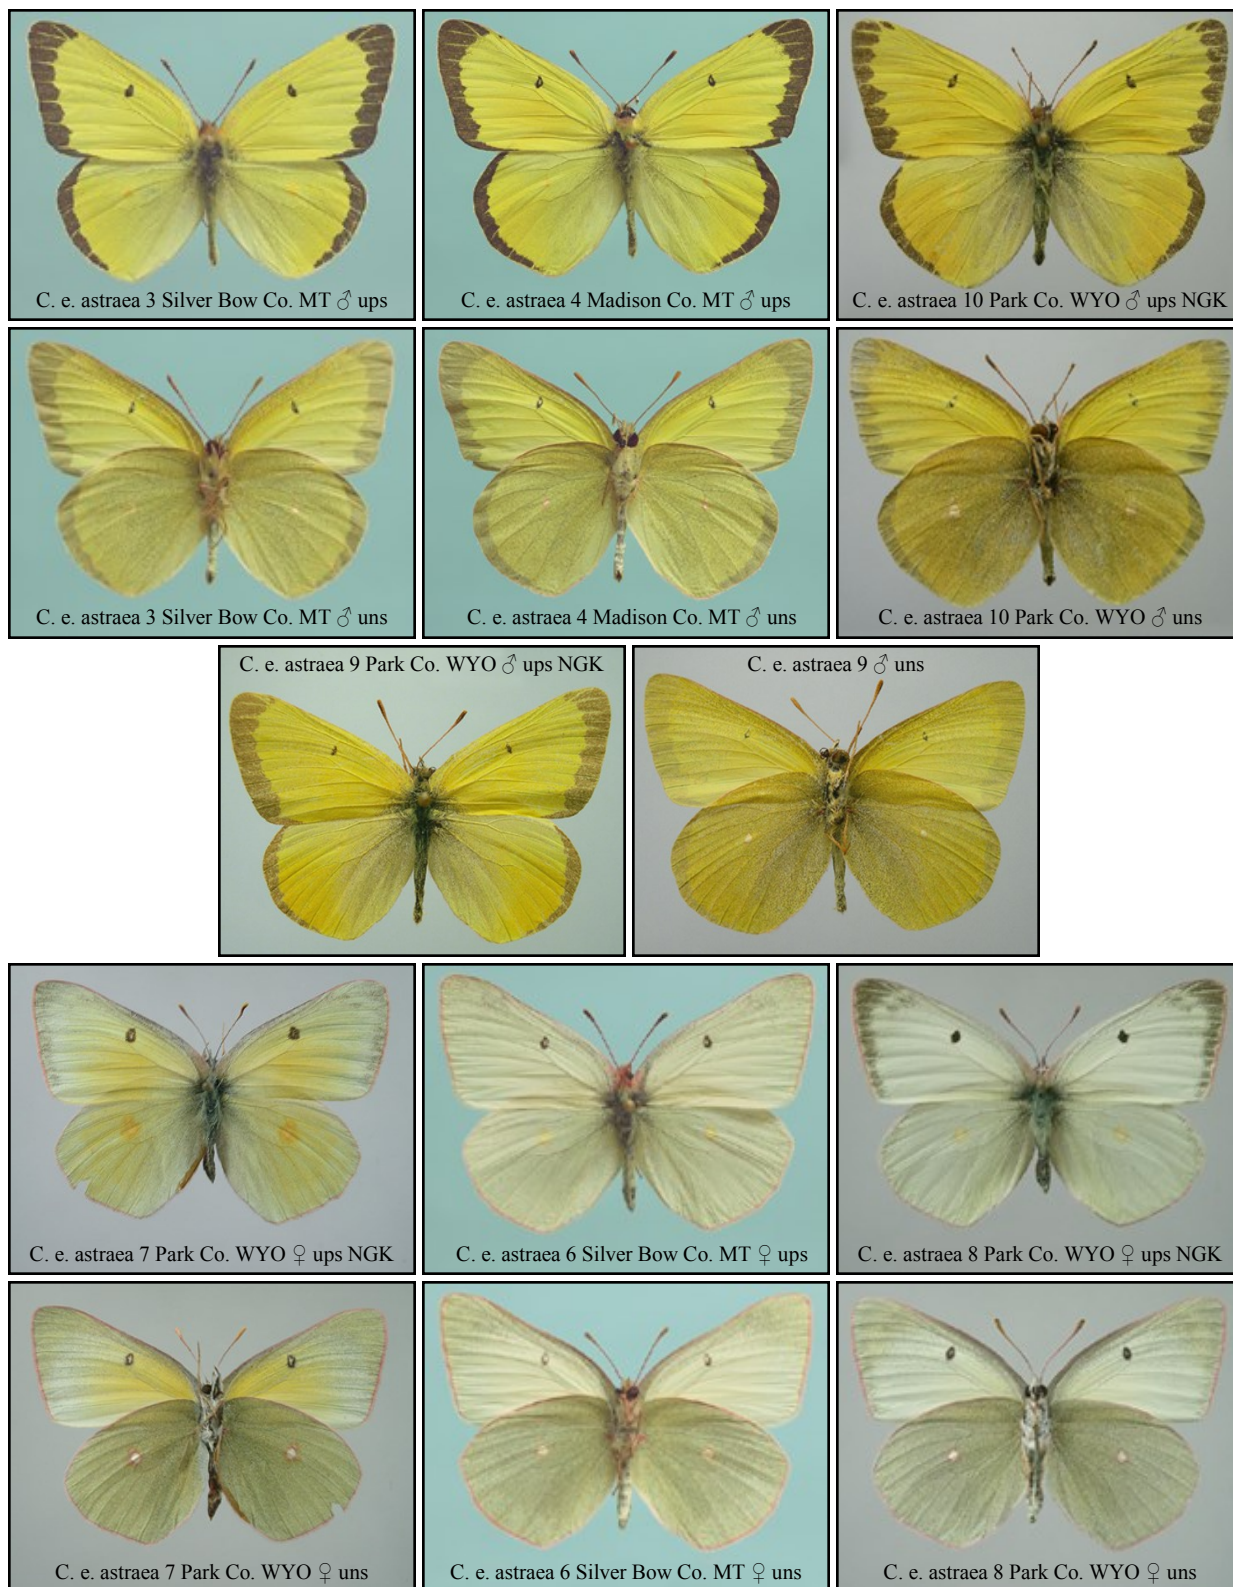 C. e. astraea 3 Silver Bow Co. MT ♂ ups
C. e. astraea 4 Madison Co. MT ♂ ups
C. e. astraea 10 Park Co. WYO ♂ ups NGK
C. e. astraea 3 Silver Bow Co. MT ♂ uns
C. e. astraea 4 Madison Co. MT ♂ uns
C. e. astraea 10 Park Co. WYO ♂ uns
C. e. astraea 9 Park Co. WYO ♂ ups NGK
C. e. astraea 9 ♂ uns
C. e. astraea 7 Park Co. WYO ♀ ups NGK
C. e. astraea 6 Silver Bow Co. MT ♀ ups
C. e. astraea 8 Park Co. WYO ♀ ups NGK
C. e. astraea 7 Park Co. WYO ♀ uns
C. e. astraea 6 Silver Bow Co. MT ♀ uns
C. e. astraea 8 Park Co. WYO ♀ uns